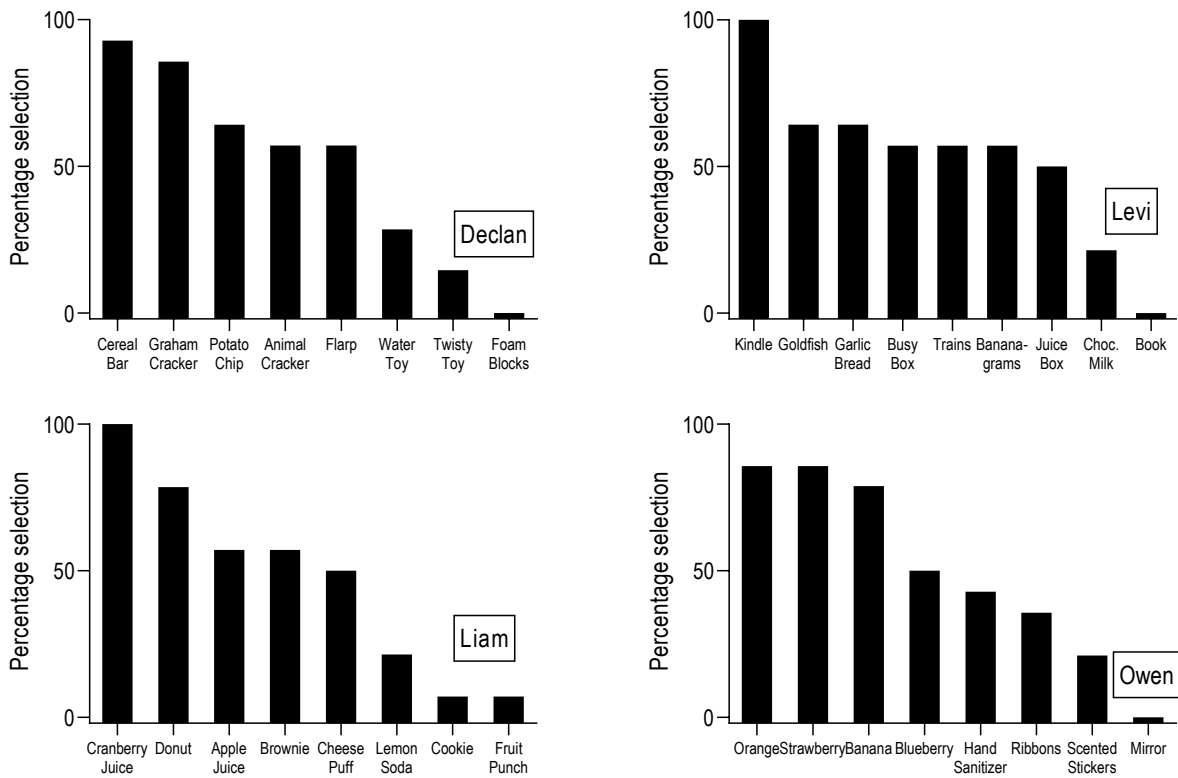 100
50
0
Percentage selection
Declan
Cereal Graham Potato Animal Flarp Water Twisty Foam
Bar Cracker Chip Cracker Toy Toy Blocks
100
50
0
Percentage selection
Levi
Kindle Goldfish Garlic Busy Trains Banana- Juice Choc. Book
Bread Box grams Box Milk
100
50
0
Percentage selection
Liam
Cranberry Donut Apple Brownie Cheese Lemon Cookie Fruit
Juice Juice Puff Soda Punch
100
50
0
Percentage selection
Owen
Orange Strawberry Banana Blueberry Hand Ribbons Scented Mirror
Sanitizer Stickers